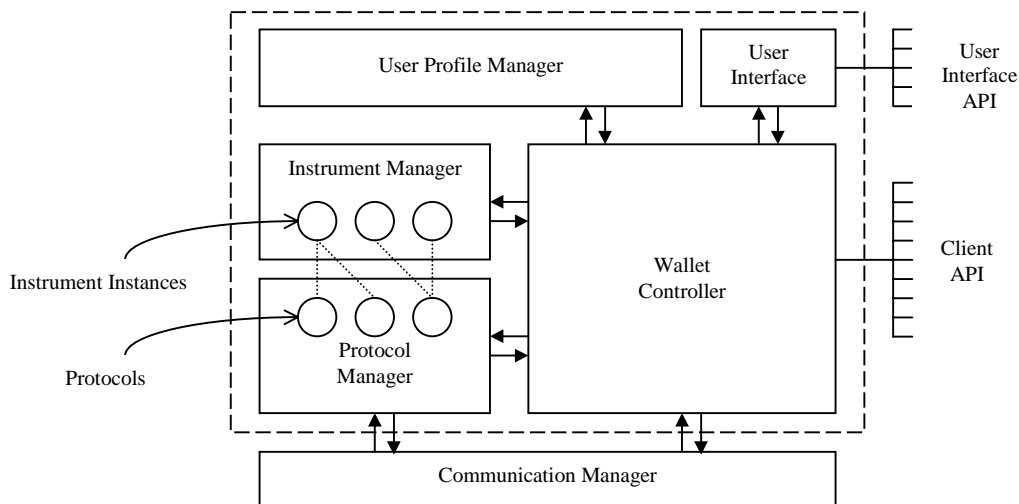 User Profile Manager
User
Interface
User
Interface
API
Instrument Manager
Instrument Instances
Wallet
Controller
Client
API
Protocol
Manager
Protocols
Communication Manager